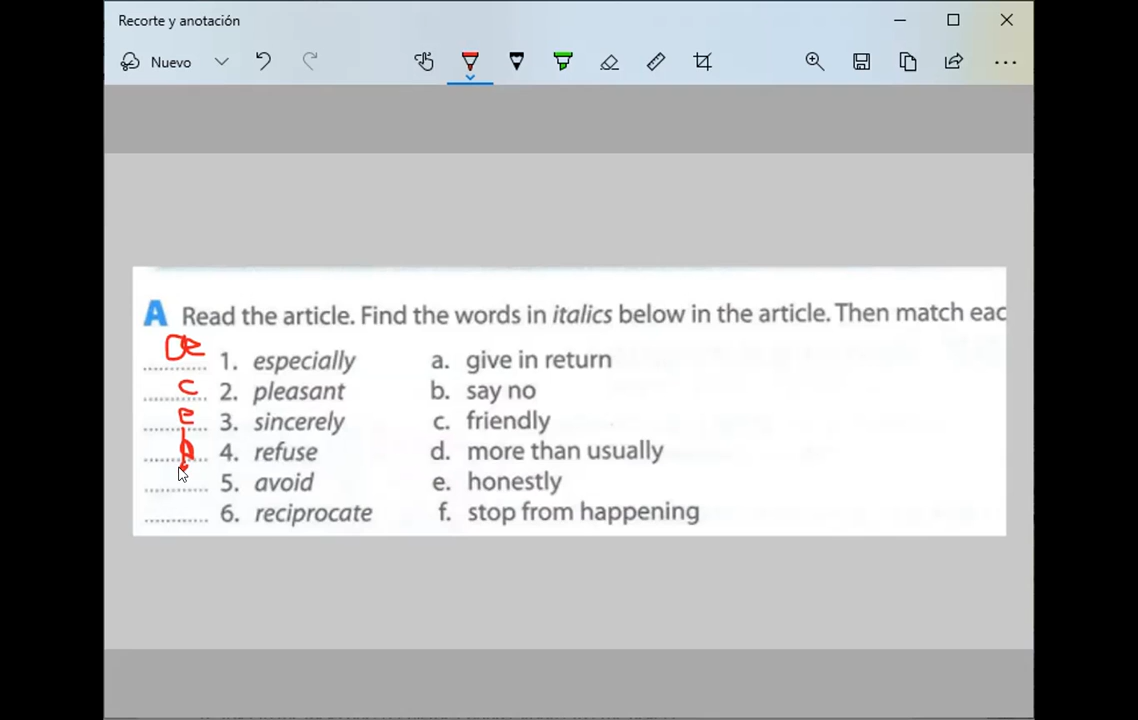 Recorte y anotación
Nuevo
A Read the article. Find the words in italics below in the article. Then match eac
1. especially a. give in return
c 2. pleasant b. say no
e 3. sincerely c. friendly
b 4. refuse d. more than usually
5. avoid e. honestly
6. reciprocate f. stop from happening